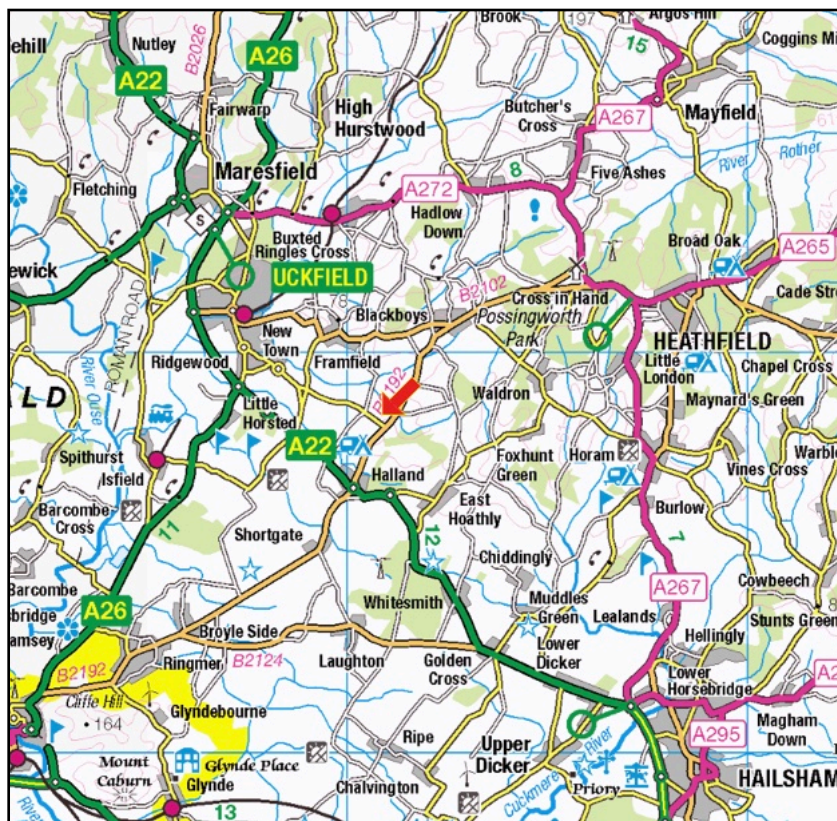 Argos Hill
Brook
197
15
Coggins Mi
ehill
Nutley
A22
B2026
A26
Fairwarp
High
Hurstwood
Butcher's
Cross
A267
Mayfield
Maresfield
Fletching
8
Five Ashes
River
Rother
A272
S
Hadlow
Down
Broad Oak
A265
Buxted
Ringles Cross
ewick
UCKFIELD
78
B2102
Cross in Hand
Cade Stre
Possingworth
Park
Blackboys
ROMAN ROAD
New
Town
HEATHFIELD
Ridgewood
Framfield
Little
London
Chapel Cross
River Ouse
L D
Waldron
Maynard's Green
Little
Horsted
A22
Spithurst
Isfield
Foxhunt
Green
Horam
Warble
Vines Cross
Halland
Barcombe
Cross
11
East
Hoathly
Burlow
Shortgate
12
7
Chiddingly
Barcombe
A26
A267
Cowbeech
sbridge
Whitesmith
Muddles
Green
Lealands
Stunts Green
amsey
Broyle Side
Hellingly
B2192
Ringmer
B2124
Laughton
Golden
Cross
Lower
Dicker
Lower
Horsebridge
Cliffe Hill
164
Glyndebourne
A295
Magham
Down
Ripe
Upper
Dicker
River
Mount
Caburn
Glynde Place
Glynde
Chalvington
Cuckmere
Priory
HAILSHAM
River
13